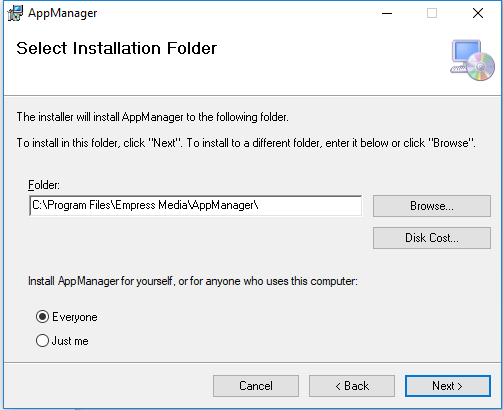 AppManager
Select Installation Folder
The installer will install AppManager to the following folder.
To install in this folder, click "Next". To install to a different folder, enter it below or click "Browse".
Folder:
C:\Program Files\Empress Media\AppManager\
Browse...
Disk Cost...
Install AppManager for yourself, or for anyone who uses this computer:
Everyone
Just me
Cancel
< Back
Next >